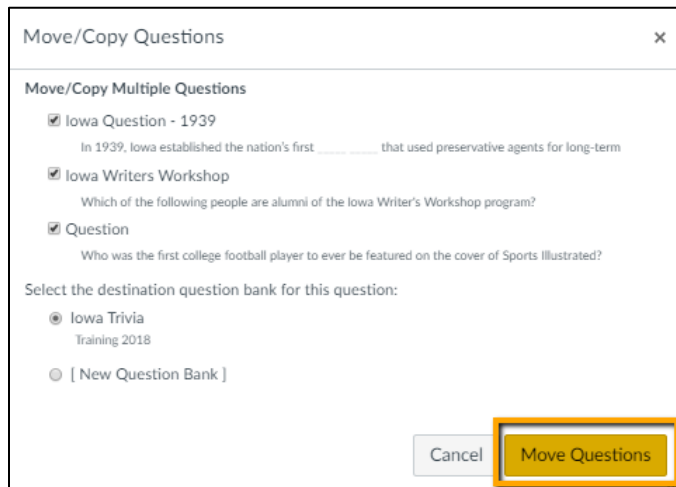 Move/Copy Questions ×
Move/Copy Multiple Questions
Iowa Question - 1939
In 1939, Iowa established the nation's first ____ ____ that used preservative agents for long-term
Iowa Writers Workshop
Which of the following people are alumni of the Iowa Writer's Workshop program?
Question
Who was the first college football player to ever be featured on the cover of Sports Illustrated?
Select the destination question bank for this question:
Iowa Trivia
Training 2018
[ New Question Bank ]
Cancel Move Questions